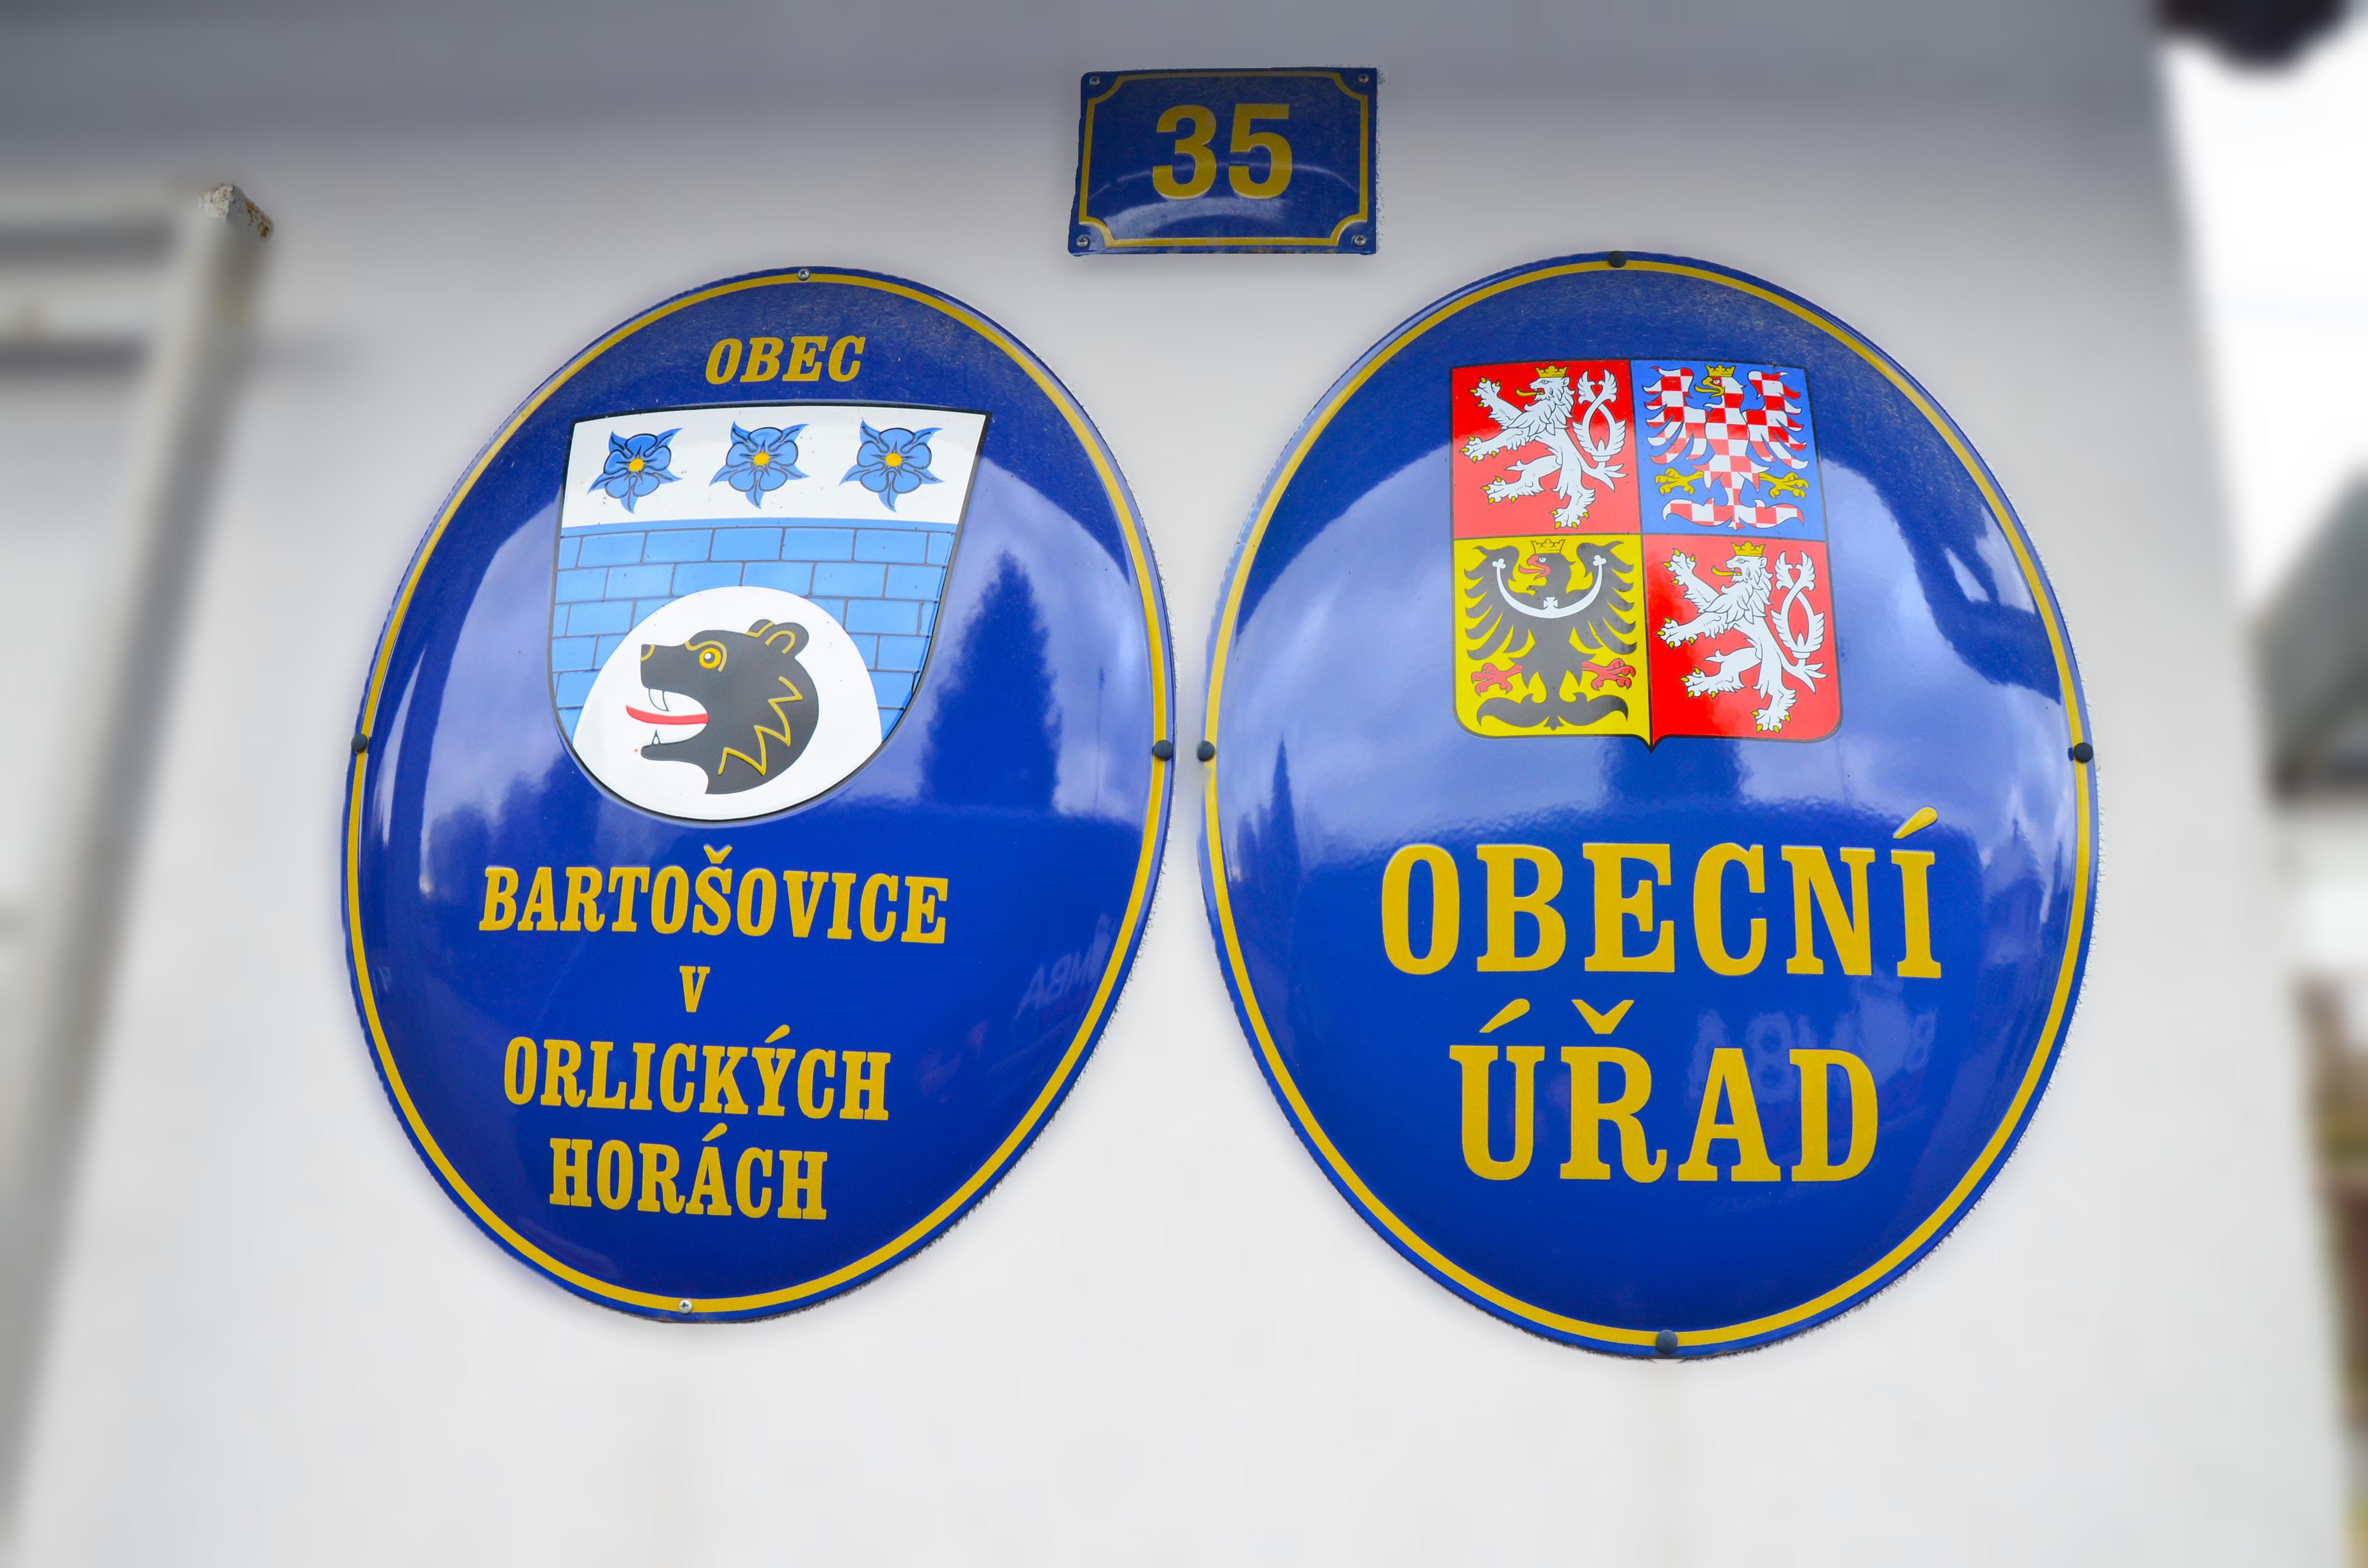 35
OBEC
BARTOŠOVICE
V
ORLICKÝCH
HORÁCH
OBECNÍ
ÚŘAD